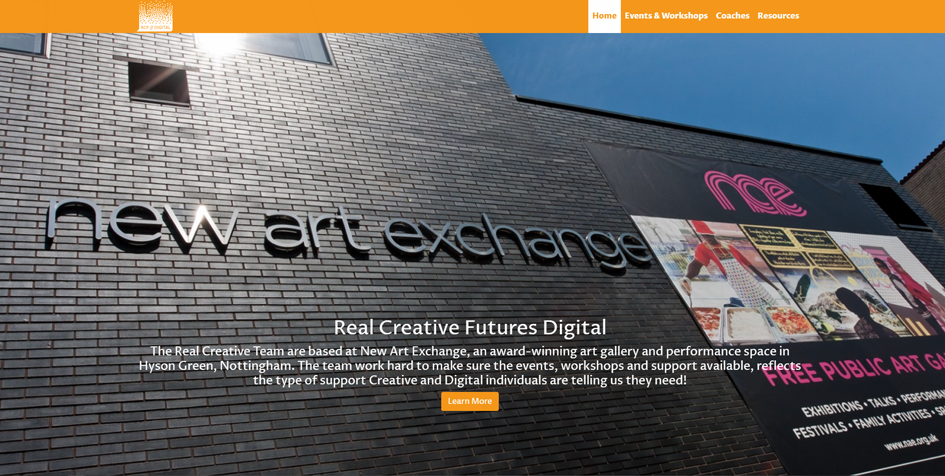 Home Events & Workshops Coaches Resources
new art exchange
nae
Real Creative Futures Digital
The Real Creative Team are based at New Art Exchange, an award-winning art gallery and performance space in
Hyson Green, Nottingham. The team work hard to make sure the events, workshops and support available, reflects
the type of support Creative and Digital individuals are telling us they need!
Learn More
FREE PUBLIC ART
EXHIBITIONS • TALKS •
FESTIVALS • FAMILY ACTIVITIES •
www.nae.org.uk